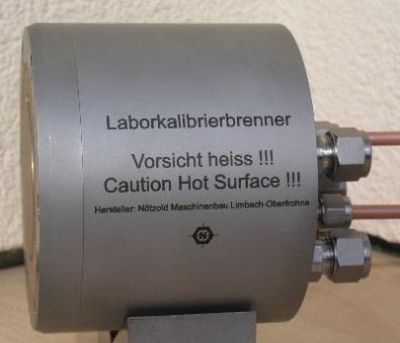 Laborkalibrierbrenner
Vorsicht heiss !!!
Caution Hot Surface !!!
Hersteller: Nötzold Maschinenbau Limbach-Oberfrohna
N